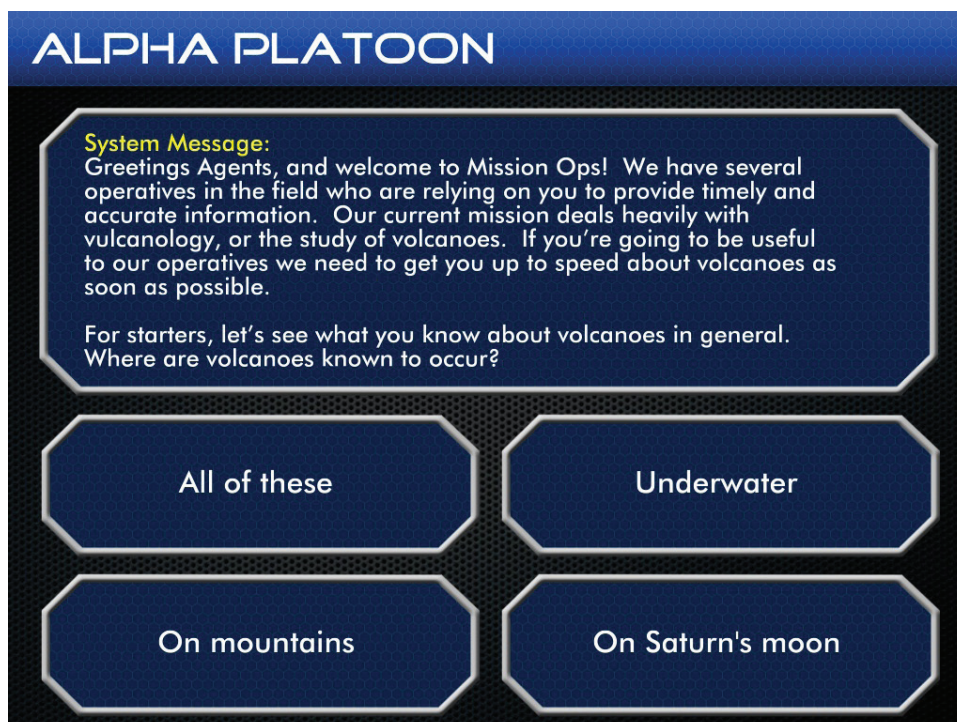 ALPHA PLATOON
System Message:
Greetings Agents, and welcome to Mission Ops!  We have several
operatives in the field who are relying on you to provide timely and
accurate information.  Our current mission deals heavily with
vulcanology, or the study of volcanoes.  If you’re going to be useful
to our operatives we need to get you up to speed about volcanoes as
soon as possible.
For starters, let’s see what you know about volcanoes in general.
Where are volcanoes known to occur?
All of these
Underwater
On mountains
On Saturn's moon